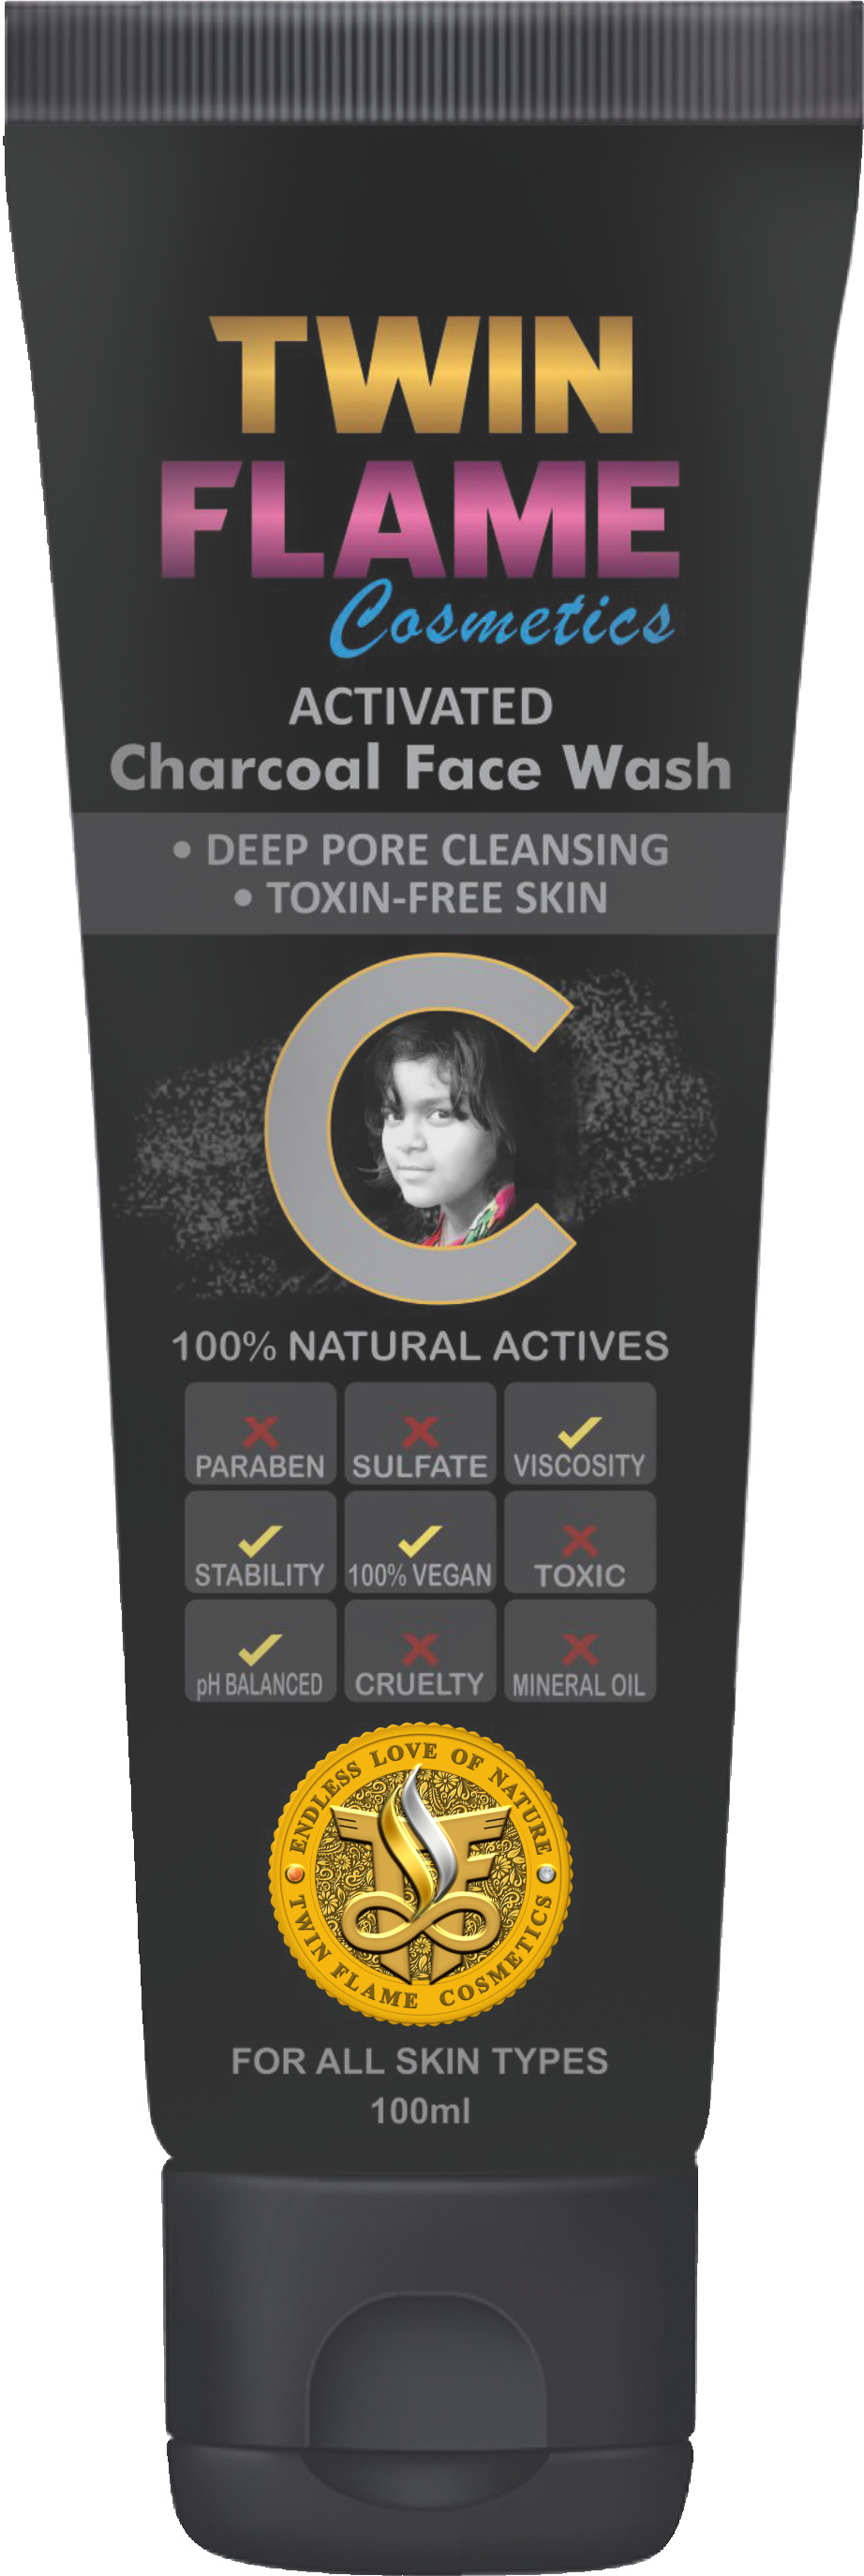 TWIN
FLAME
Cosmetics
ACTIVATED
Charcoal Face Wash
• DEEP PORE CLEANSING
• TOXIN-FREE SKIN
C
100% NATURAL ACTIVES
PARABEN
SULFATE
VISCOSITY
STABILITY
100% VEGAN
TOXIC
pH BALANCED
CRUELTY
MINERAL OIL
ENDLESS LOVE OF NATURE
TF
TWIN FLAME COSMETICS
FOR ALL SKIN TYPES
100ml